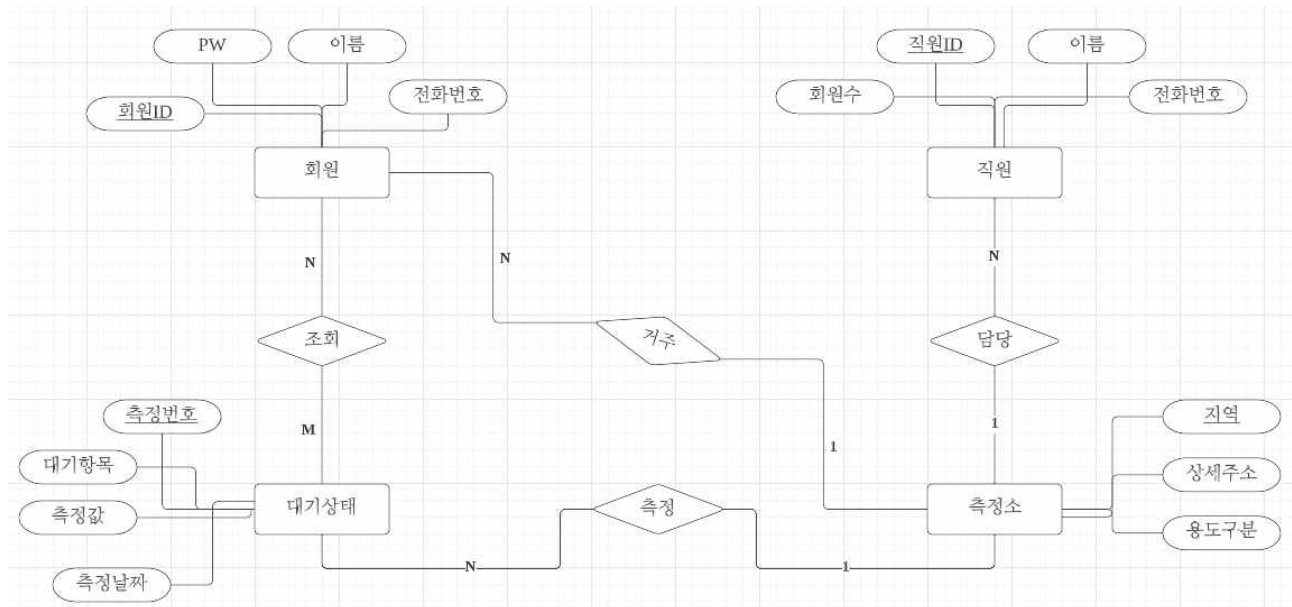 PW
이름
직원ID
이름
회원ID
전화번호
회원수
전화번호
회원
직원
N
N
N
조회
거주
담당
측정번호
M
1
1
지역
대기항목
상세주소
측정값
대기상태
측정
측정소
용도구분
N
1
측정날짜